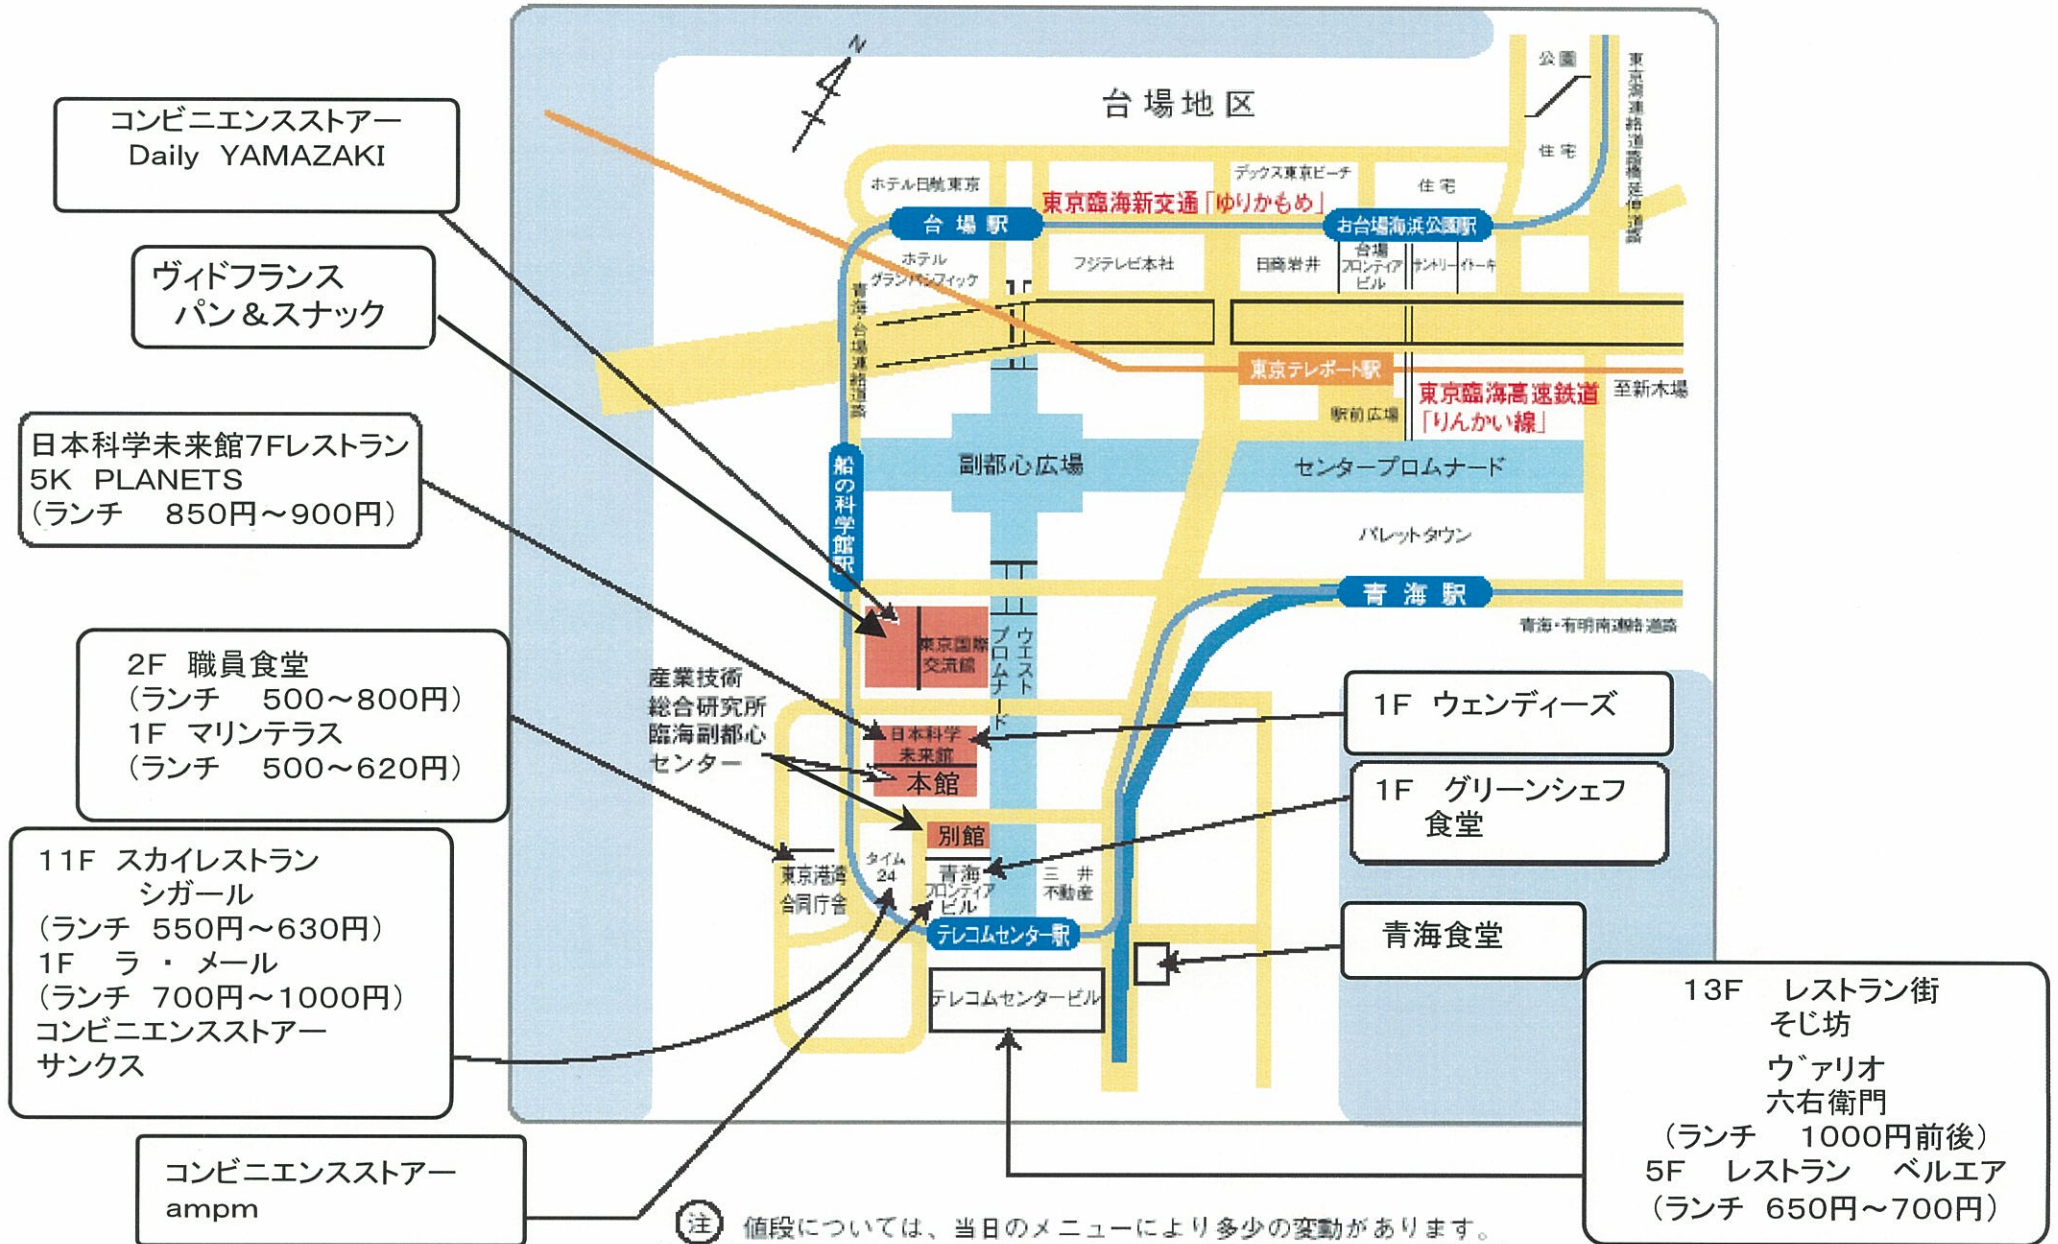 N
台場地区
公園
住宅
東京湾連絡道路橋延伸道路
コンビニエンスストアー
Daily YAMAZAKI
ヴィドフランス
パン＆スナック
日本科学未来館7Fレストラン
5K PLANETS
（ランチ 850円～900円）
2F 職員食堂
（ランチ 500～800円）
1F マリンテラス
（ランチ 500～620円）
11F スカイレストラン
シガール
（ランチ 550円～630円）
1F ラ・メール
（ランチ 700円～1000円）
コンビニエンスストアー
サンクス
コンビニエンスストアー
ampm
ホテル日航東京
デックス東京ビーチ
住宅
東京臨海新交通「ゆりかもめ」
台場駅
お台場海浜公園駅
ホテル
グランパシフィック
フジテレビ本社
日商岩井
台場
フロンティア
ビル
サントリー
イトーキ
青海・台場連絡道路
東京テレポート駅
東京臨海高速鉄道
「りんかい線」
至新木場
駅前広場
船の科学館駅
副都心広場
センタープロムナード
パレットタウン
青海駅
青海・有明南連絡道路
東京国際
交流館
ウエスト
プロムナード
産業技術
総合研究所
臨海副都心
センター
日本科学
未来館
本館
別館
東京港湾
合同庁舎
タイム
24
青海
フロンティア
ビル
三井
不動産
テレコムセンター駅
テレコムセンタービル
1F ウェンディーズ
1F グリーンシェフ
食堂
青海食堂
13F レストラン街
そじ坊
ヴァリオ
六右衛門
（ランチ 1000円前後）
5F レストラン ベルエア
（ランチ 650円～700円）
注 値段については、当日のメニューにより多少の変動があります。